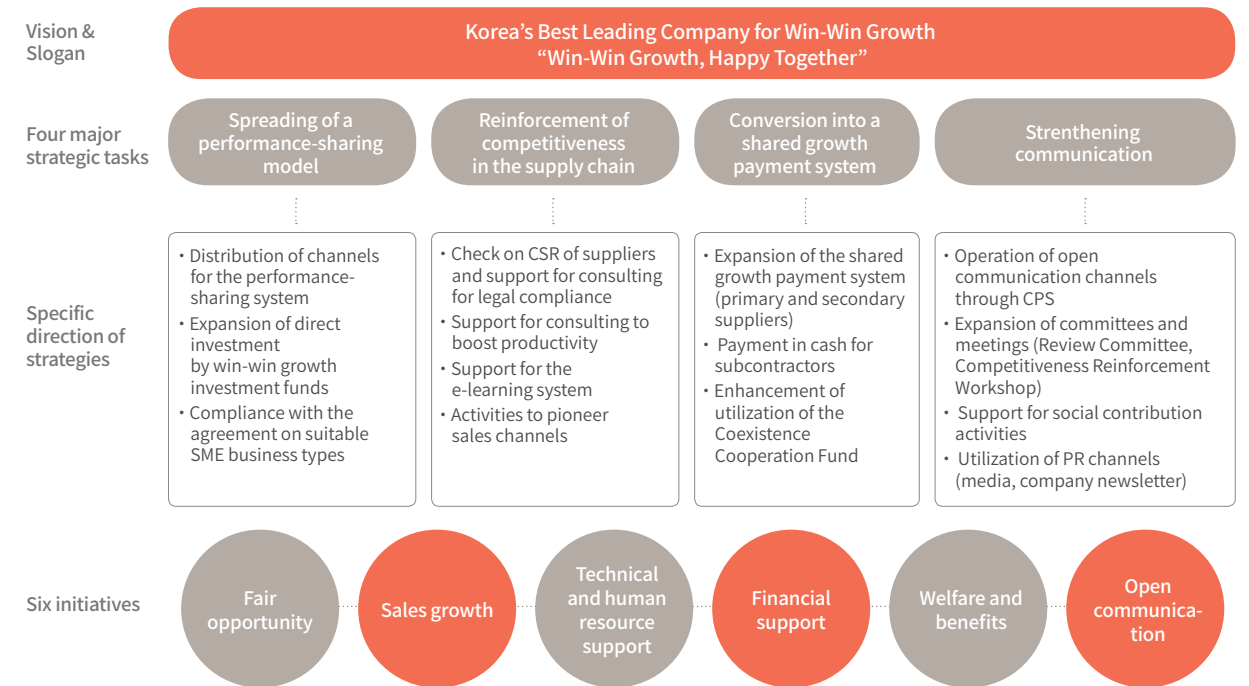 Vision &
Slogan
Korea’s Best Leading Company for Win-Win Growth
“Win-Win Growth, Happy Together”
Four major
strategic tasks
Spreading of a
performance-sharing
model
Reinforcement of
competitiveness
in the supply chain
Conversion into a
shared growth
payment system
Strenthening
communication
Specific
direction of
strategies
• Distribution of channels
for the performance-
sharing system
• Expansion of direct
investment
by win-win growth
investment funds
• Compliance with the
agreement on suitable
SME business types
• Check on CSR of suppliers
and support for consulting
for legal compliance
• Support for consulting to
boost productivity
• Support for the
e-learning system
• Activities to pioneer
sales channels
• Expansion of the shared
growth payment system
(primary and secondary
suppliers)
• Payment in cash for
subcontractors
• Enhancement of
utilization of the
Coexistence
Cooperation Fund
• Operation of open
communication channels
through CPS
• Expansion of committees and
meetings (Review Committee,
Competitiveness Reinforcement
Workshop)
• Support for social contribution
activities
• Utilization of PR channels
(media, company newsletter)
Six initiatives
Fair
opportunity
Sales growth
Technical
and human
resource
support
Financial
support
Welfare and
benefits
Open
communica-
tion